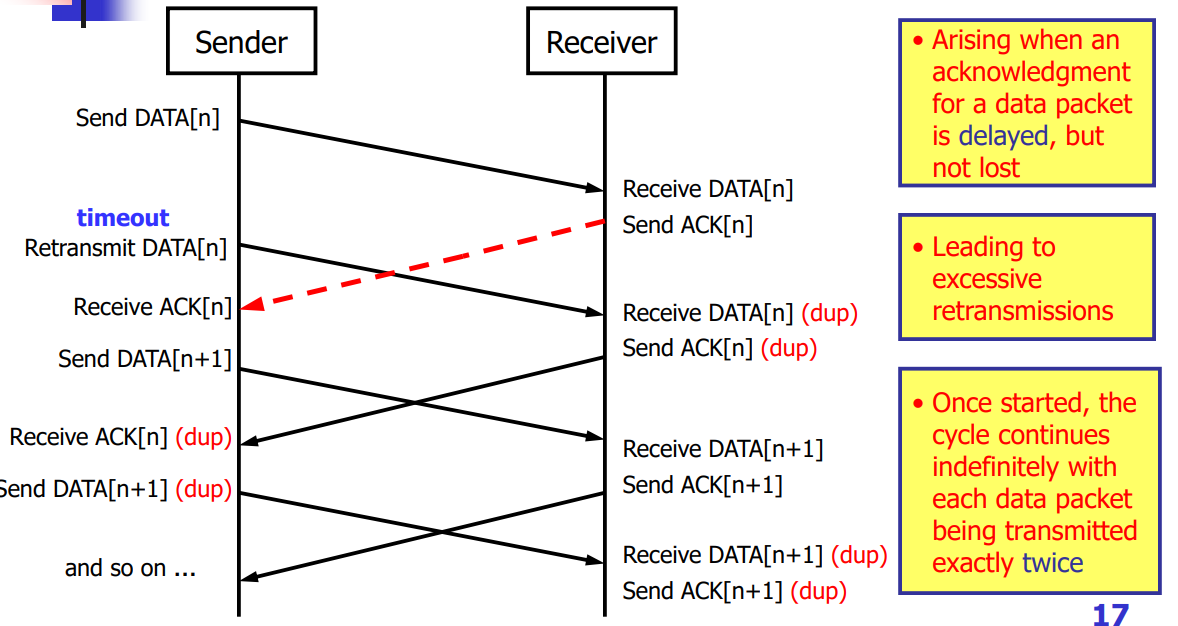 Sender
Receiver
Send DATA[n]
Receive DATA[n]
Send ACK[n]
timeout
Retransmit DATA[n]
Receive ACK[n]
Receive DATA[n] (dup)
Send ACK[n] (dup)
Send DATA[n+1]
Receive ACK[n] (dup)
Receive DATA[n+1]
Send ACK[n+1]
Send DATA[n+1] (dup)
Receive DATA[n+1] (dup)
and so on ...
Send ACK[n+1] (dup)
• Arising when an
acknowledgment
for a data packet
is delayed, but
not lost
• Leading to
excessive
retransmissions
• Once started, the
cycle continues
indefinitely with
each data packet
being transmitted
exactly twice
17